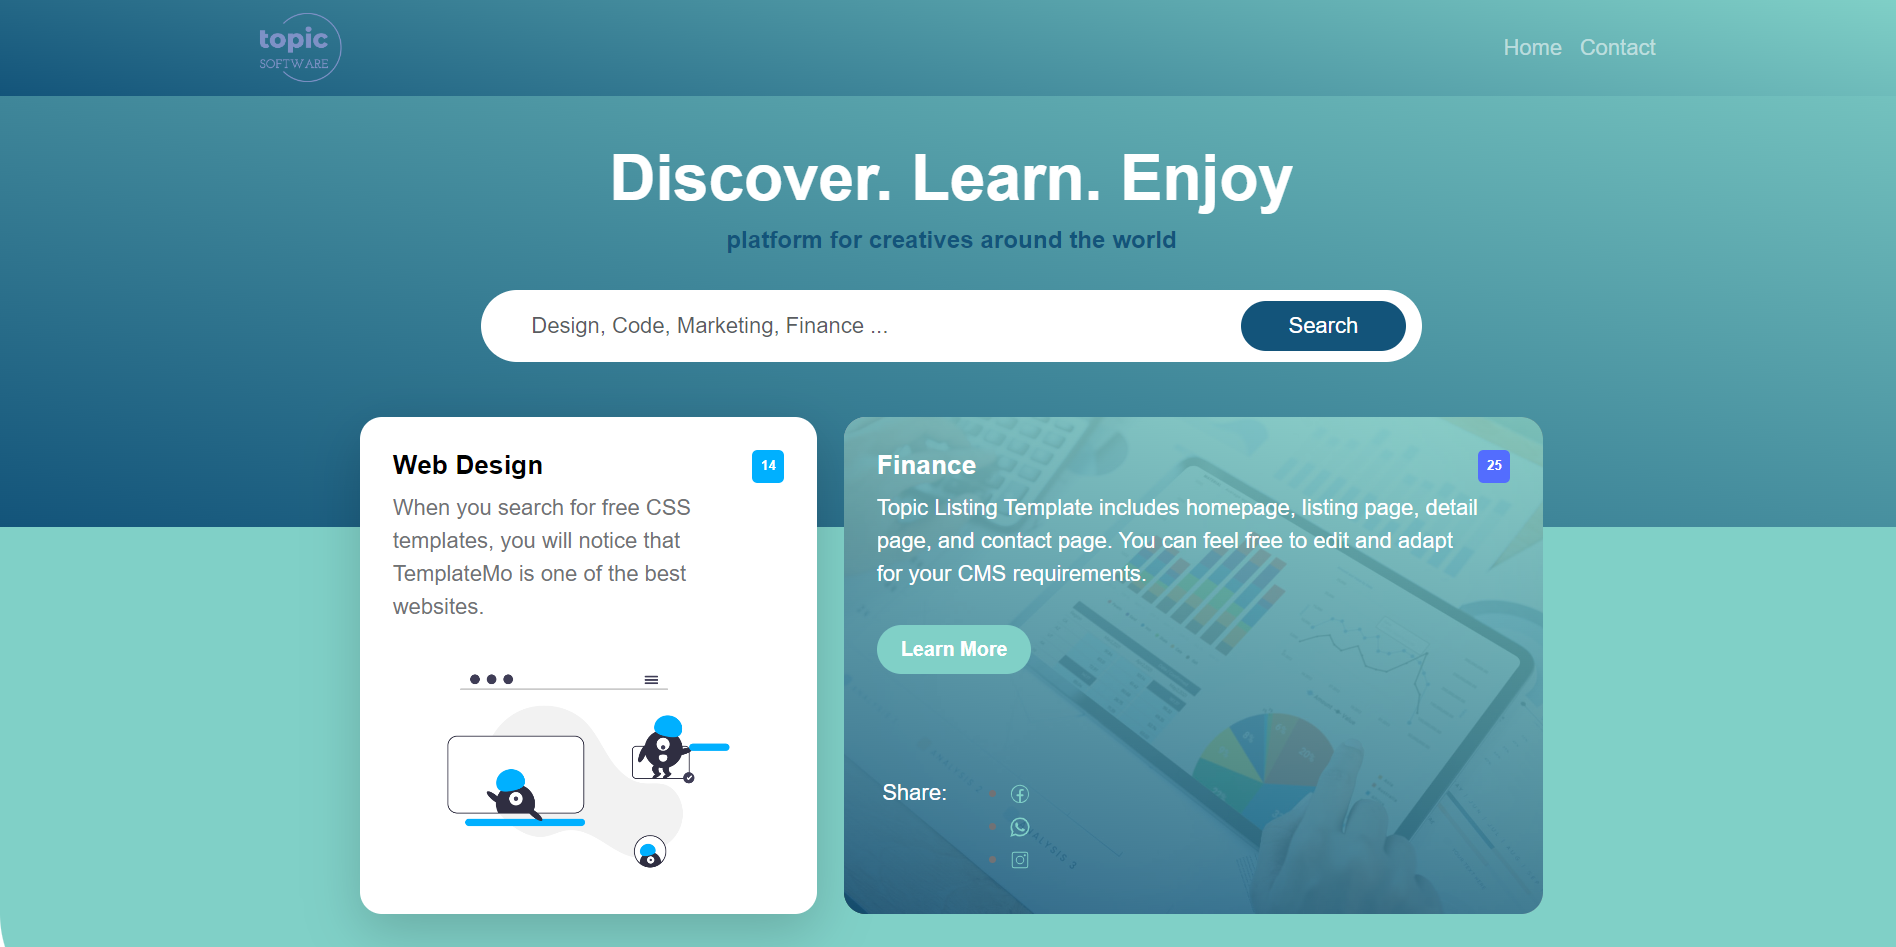 topic
SOFTWARE
Home Contact
Discover. Learn. Enjoy
platform for creatives around the world
Design, Code, Marketing, Finance ...
Search
Web Design
14
When you search for free CSS
templates, you will notice that
TemplateMo is one of the best
websites.
Finance
25
Topic Listing Template includes homepage, listing page, detail
page, and contact page. You can feel free to edit and adapt
for your CMS requirements.
Learn More
Share: